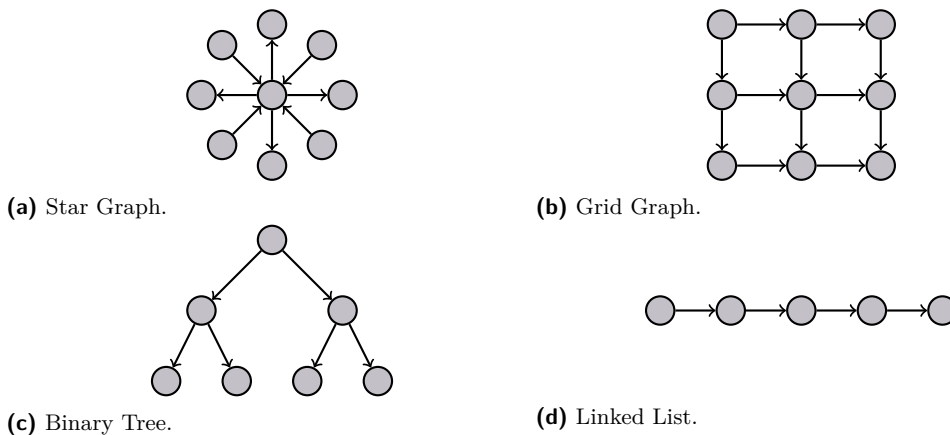 (a) Star Graph.
(b) Grid Graph.
(c) Binary Tree.
(d) Linked List.